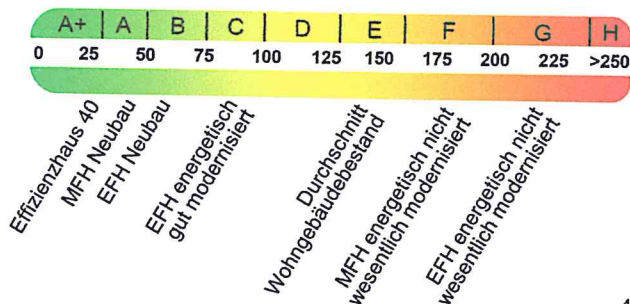 A+ A B C D E F G H
0 25 50 75 100 125 150 175 200 225 >250
Effizienzhaus 40
MFH Neubau
EFH Neubau
EFH energetisch
gut modernisiert
Durchschnitt
Wohngebäudebestand
MFH energetisch nicht
wesentlich modernisiert
EFH energetisch nicht
wesentlich modernisiert